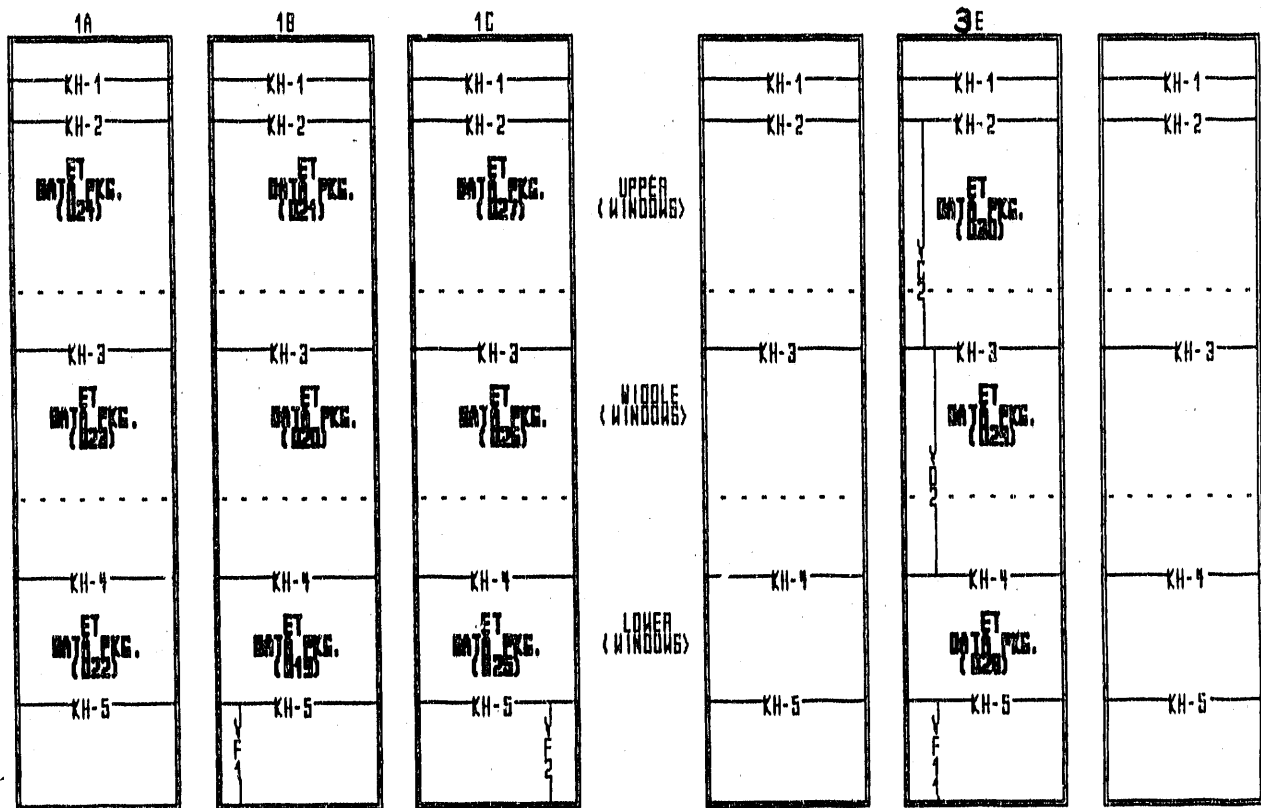 1A 1B 1C 3E
KH-1 KH-1 KH-1 KH-1 KH-1 KH-1
KH-2 KH-2 KH-2 KH-2 KH-2 KH-2
ET
DATA PKG.
(024)
ET
DATA PKG.
(021)
ET
DATA PKG.
(027)
UPPER
(WINDOWS)
ET
DATA PKG.
KH-3 KH-3 KH-3 KH-3 KH-3 KH-3
ET
DATA PKG.
(023)
ET
DATA PKG.
(020)
ET
DATA PKG.
(026)
MIDDLE
(WINDOWS)
ET
DATA PKG.
(029)
KH-4 KH-4 KH-4 KH-4 KH-4 KH-4
ET
DATA PKG.
(022)
ET
DATA PKG.
(019)
ET
DATA PKG.
(025)
LOWER
(WINDOWS)
ET
DATA PKG.
(028)
KH-5 KH-5 KH-5 KH-5 KH-5 KH-5
VF1
VF2